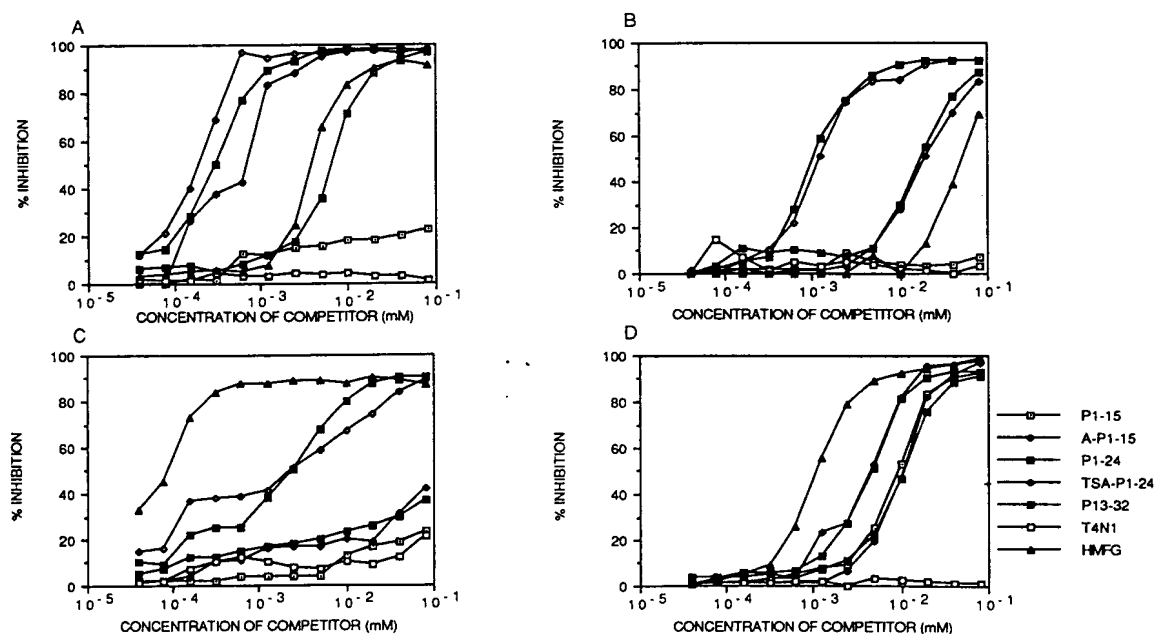 A
% INHIBITION
100
80
60
40
20
0
10 -5
10 -4
10 -3
10 -2
10 -1
CONCENTRATION OF COMPETITOR (mM)
B
% INHIBITION
100
80
60
40
20
0
10 -5
10 -4
10 -3
10 -2
10 -1
CONCENTRATION OF COMPETITOR (mM)
C
% INHIBITION
100
80
60
40
20
0
10 -5
10 -4
10 -3
10 -2
10 -1
CONCENTRATION OF COMPETITOR (mM)
D
% INHIBITION
100
80
60
40
20
0
10 -5
10 -4
10 -3
10 -2
10 -1
CONCENTRATION OF COMPETITOR (mM)
P1-15
A-P1-15
P1-24
TSA-P1-24
P13-32
T4N1
HMFG